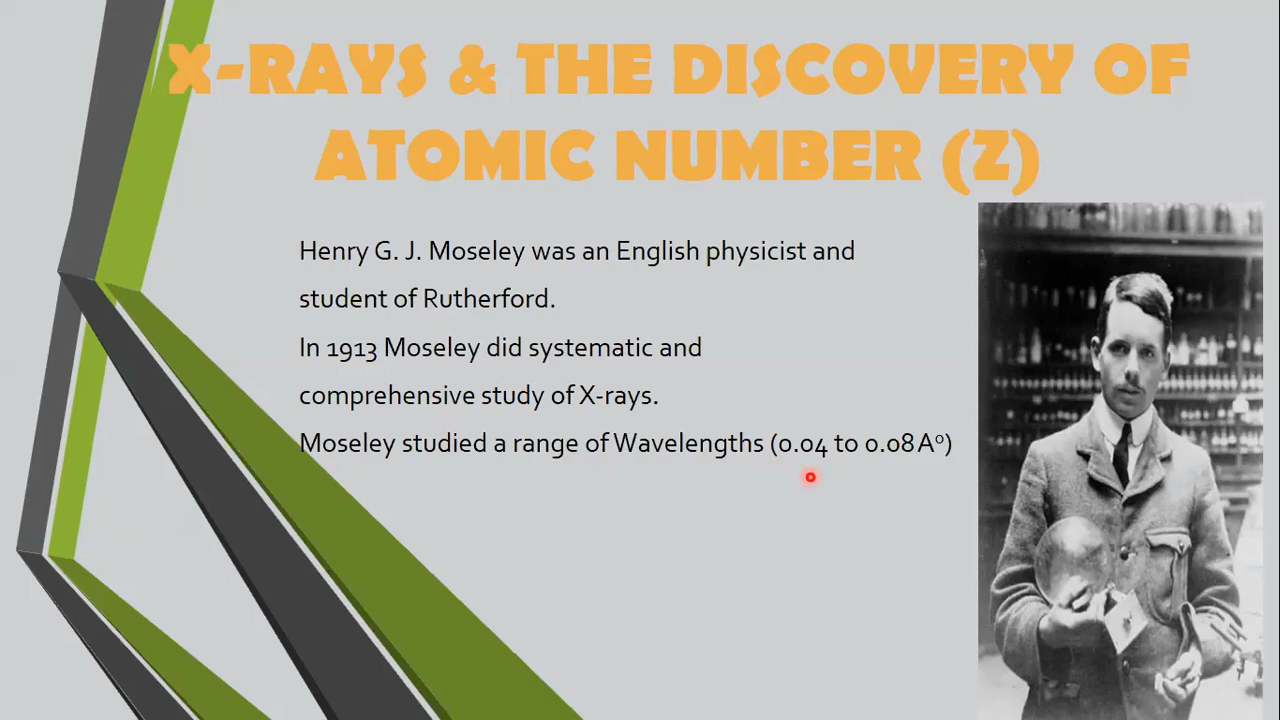 X-RAYS & THE DISCOVERY OF
ATOMIC NUMBER (Z)
Henry G. J. Moseley was an English physicist and
student of Rutherford.
In 1913 Moseley did systematic and
comprehensive study of X-rays.
Moseley studied a range of Wavelengths (0.04 to 0.08Aº)